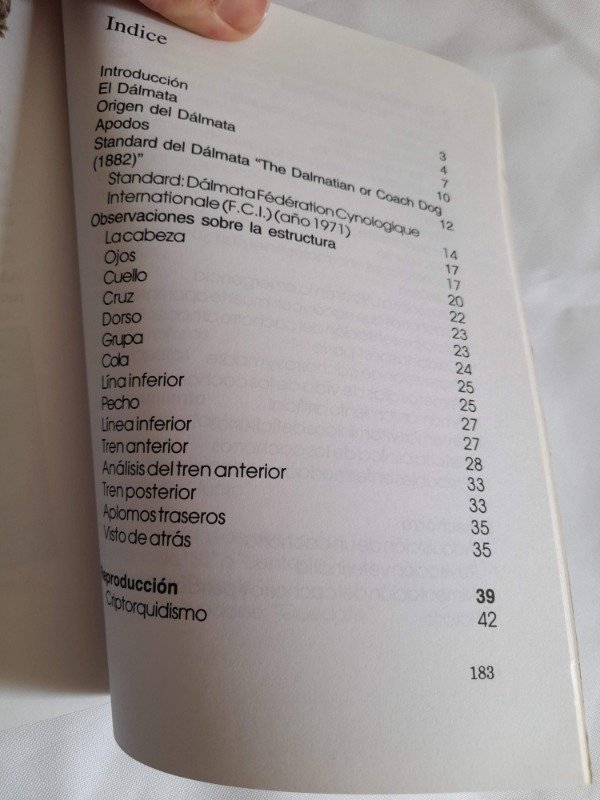 Indice
Introducción 3
El Dálmata 4
Origen del Dálmata 7
Apodos 10
Standard del Dálmata "The Dalmatian or Coach Dog
(1882)" 12
Standard: Dálmata Fédération Cynologique
Internationale (F.C.I.) (año 1971) 14
Observaciones sobre la estructura 17
La cabeza 17
Ojos 20
Cuello 22
Cruz 23
Dorso 23
Grupa 24
Cola 25
Lína inferior 25
Pecho 27
Línea inferior 27
Tren anterior 28
Análisis del tren anterior 33
Tren posterior 33
Aplomos traseros 35
Visto de atrás 35
Reproducción 39
Criptorquidismo 42
183